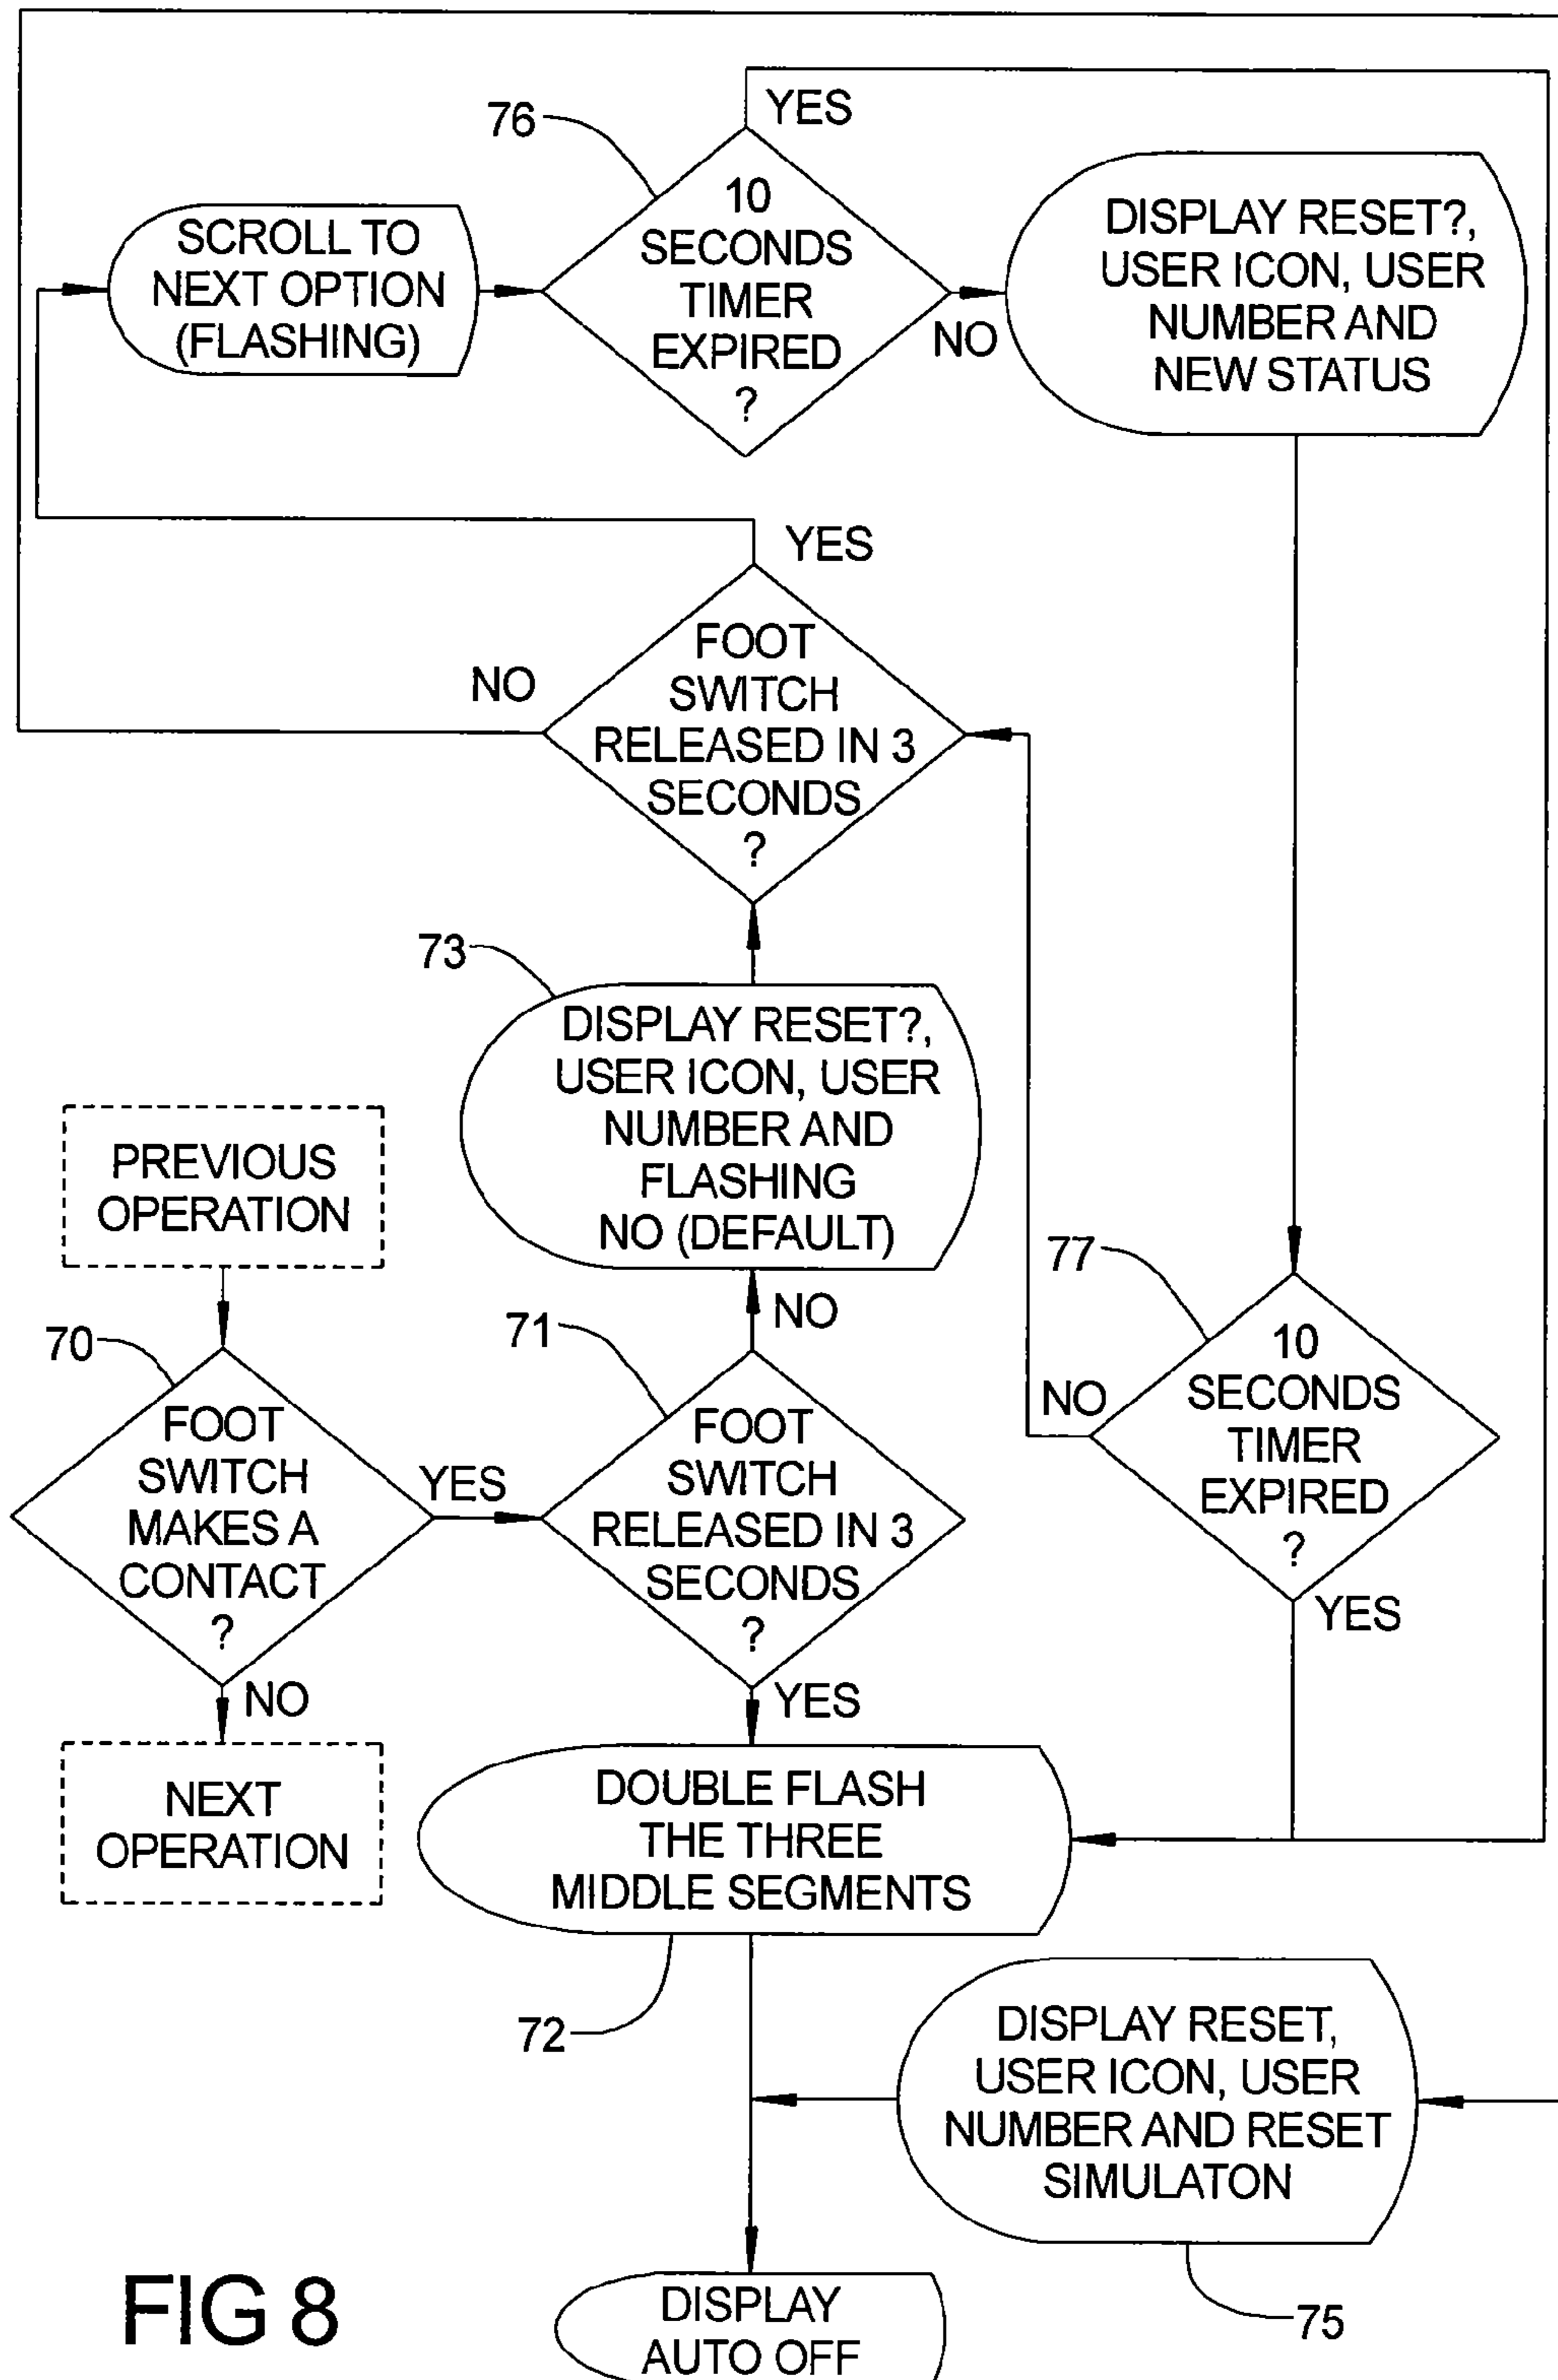 YES
76
10
SECONDS
TIMER
EXPIRED
?
NO
SCROLL TO
NEXT OPTION
(FLASHING)
DISPLAY RESET?,
USER ICON, USER
NUMBER AND
NEW STATUS
YES
FOOT
SWITCH
RELEASED IN 3
SECONDS
?
NO
73
DISPLAY RESET?,
USER ICON, USER
NUMBER AND
FLASHING
NO (DEFAULT)
PREVIOUS
OPERATION
70
FOOT
SWITCH
MAKES A
CONTACT
?
YES
NO
NEXT
OPERATION
71
NO
FOOT
SWITCH
RELEASED IN 3
SECONDS
?
YES
77
10
SECONDS
TIMER
EXPIRED
?
NO
YES
DOUBLE FLASH
THE THREE
MIDDLE SEGMENTS
72
DISPLAY RESET,
USER ICON, USER
NUMBER AND RESET
SIMULATON
75
DISPLAY
AUTO OFF
FIG 8